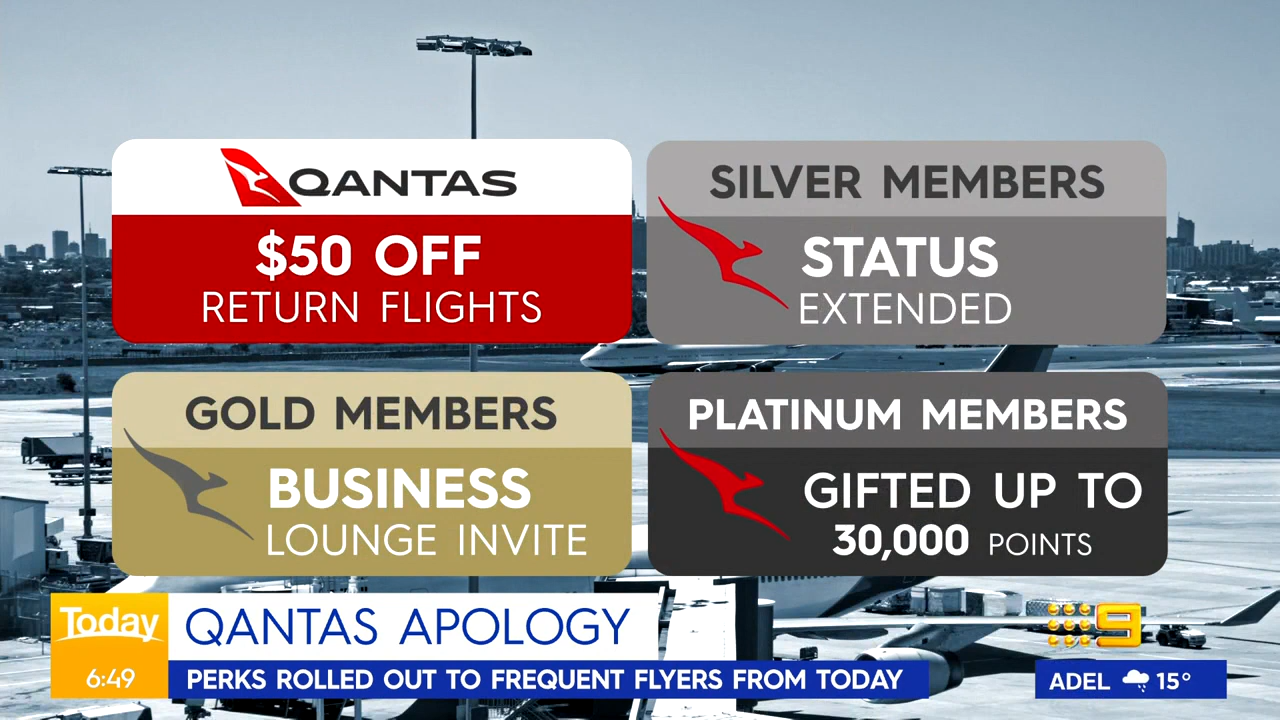 QANTAS
$50 OFF
RETURN FLIGHTS
SILVER MEMBERS
STATUS
EXTENDED
GOLD MEMBERS
BUSINESS
LOUNGE INVITE
PLATINUM MEMBERS
GIFTED UP TO
30,000 POINTS
Today
6:49
QANTAS APOLOGY
PERKS ROLLED OUT TO FREQUENT FLYERS FROM TODAY
9
ADEL 15°